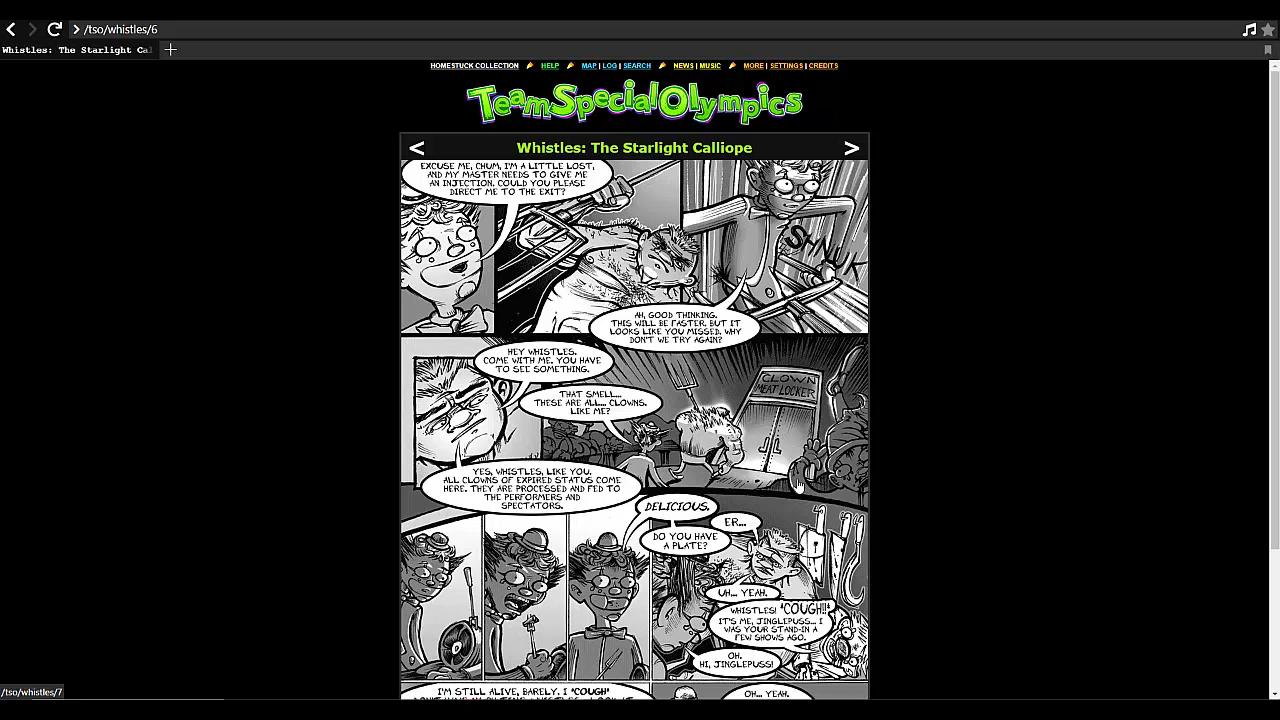 /tso/whistles/6
Whistles: The Starlight Cal
HOMESTUCK COLLECTION HELP MAP | LOG | SEARCH NEWS | MUSIC MORE | SETTINGS | CREDITS
TeamSpecialOlympics
< Whistles: The Starlight Calliope >
EXCUSE ME, CHUM, I'M A LITTLE LOST,
AND MY MASTER NEEDS TO GIVE ME
AN INJECTION. COULD YOU PLEASE
DIRECT ME TO THE EXIT?
SHNUK
AH, GOOD THINKING.
THIS WILL BE FASTER. BUT IT
LOOKS LIKE YOU MISSED. WHY
DON'T WE TRY AGAIN?
HEY WHISTLES.
COME WITH ME. YOU HAVE
TO SEE SOMETHING.
THAT SMELL...
THESE ARE ALL... CLOWNS.
LIKE ME?
CLOWN
MEAT LOCKER
YES, WHISTLES, LIKE YOU.
ALL CLOWNS OF EXPIRED STATUS COME
HERE. THEY ARE PROCESSED AND FED TO
THE PERFORMERS AND
SPECTATORS.
DELICIOUS.
DO YOU HAVE
A PLATE?
ER...
UH... YEAH.
WHISTLES! *COUGH!!*
IT'S ME, JINGLEPUSS... I
WAS YOUR STAND-IN A
FEW SHOWS AGO.
OH.
HI, JINGLEPUSS!
I'M STILL ALIVE, BARELY. I *COUGH*
OH... YEAH.
/tso/whistles/7